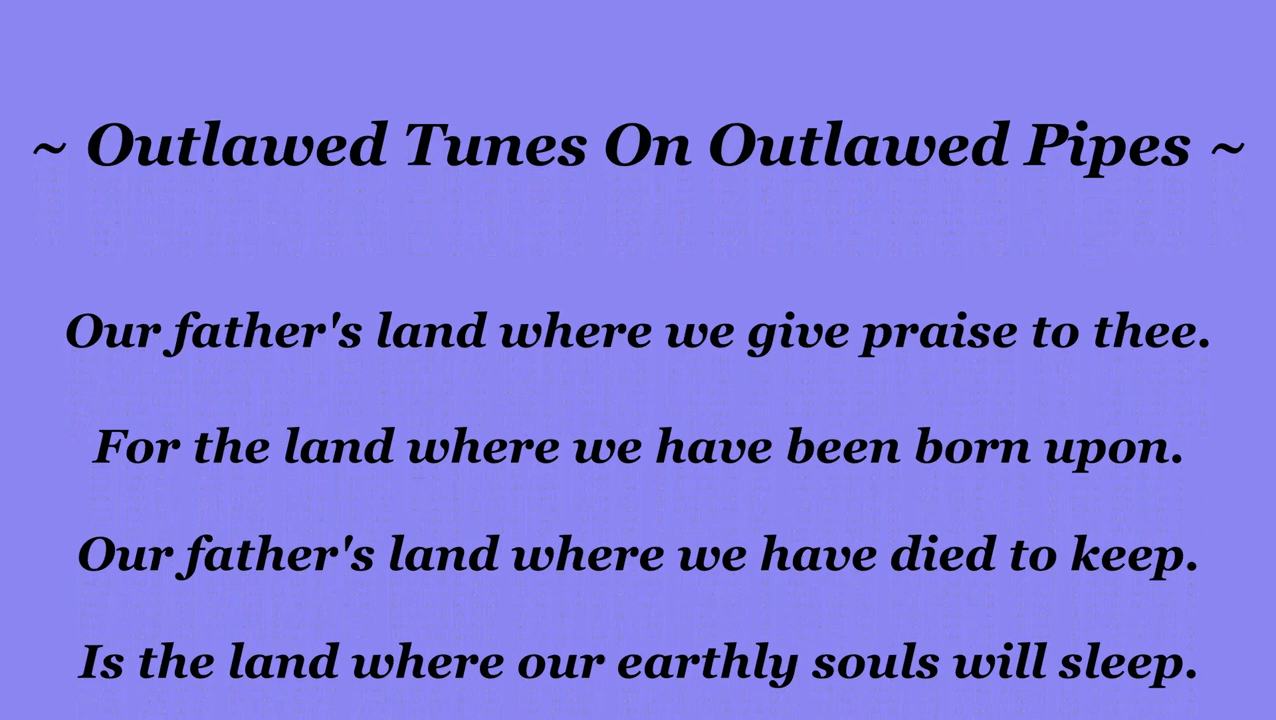 ~ Outlawed Tunes On Outlawed Pipes ~
Our father's land where we give praise to thee.
For the land where we have been born upon.
Our father's land where we have died to keep.
Is the land where our earthly souls will sleep.